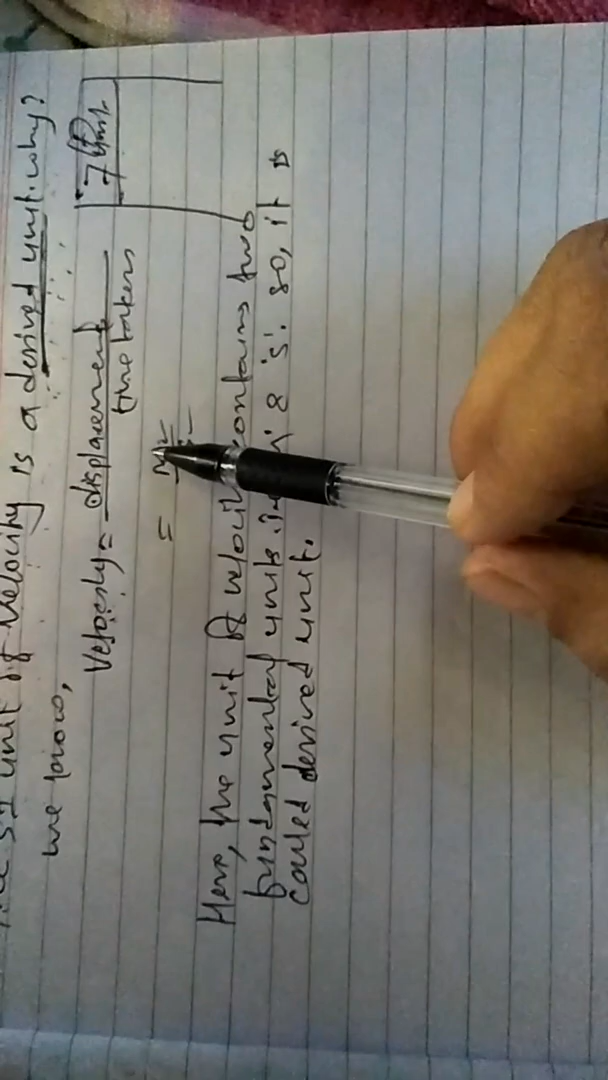 SI unit of velocity is a derived unit. why?
we know,
Velocity = displacement
time taken
= m
Here, the unit of velocity contains two
fundamental units. & 's'. so, it is
called derived unit.